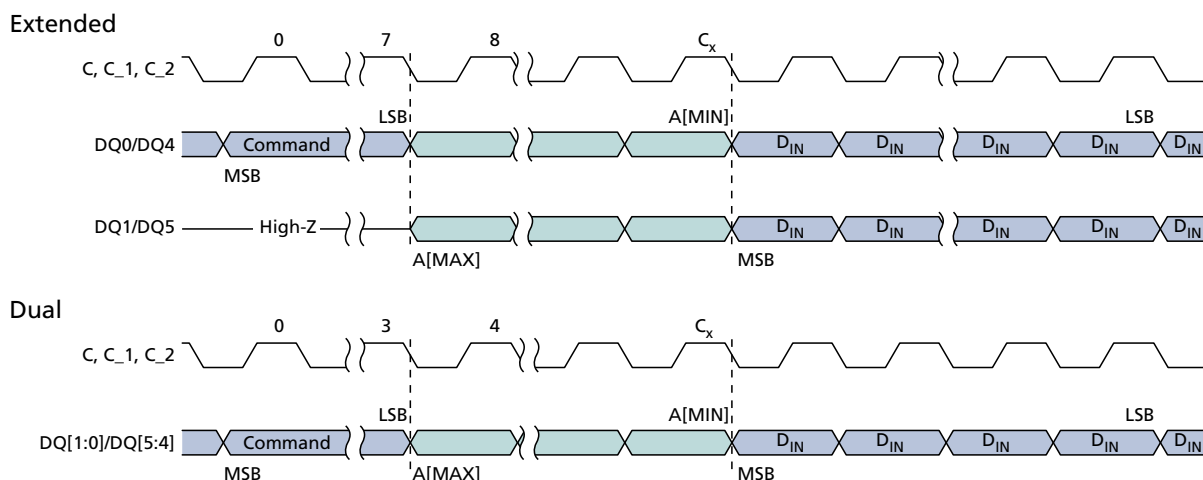 Extended
0 7 8 Cx
C, C_1, C_2
LSB A[MIN] LSB
DQ0/DQ4 Command DIN DIN DIN DIN DIN
MSB
DQ1/DQ5 High-Z DIN DIN DIN DIN DIN
A[MAX] MSB
Dual
0 3 4 Cx
C, C_1, C_2
LSB A[MIN] LSB
DQ[1:0]/DQ[5:4] Command DIN DIN DIN DIN DIN
MSB A[MAX] MSB